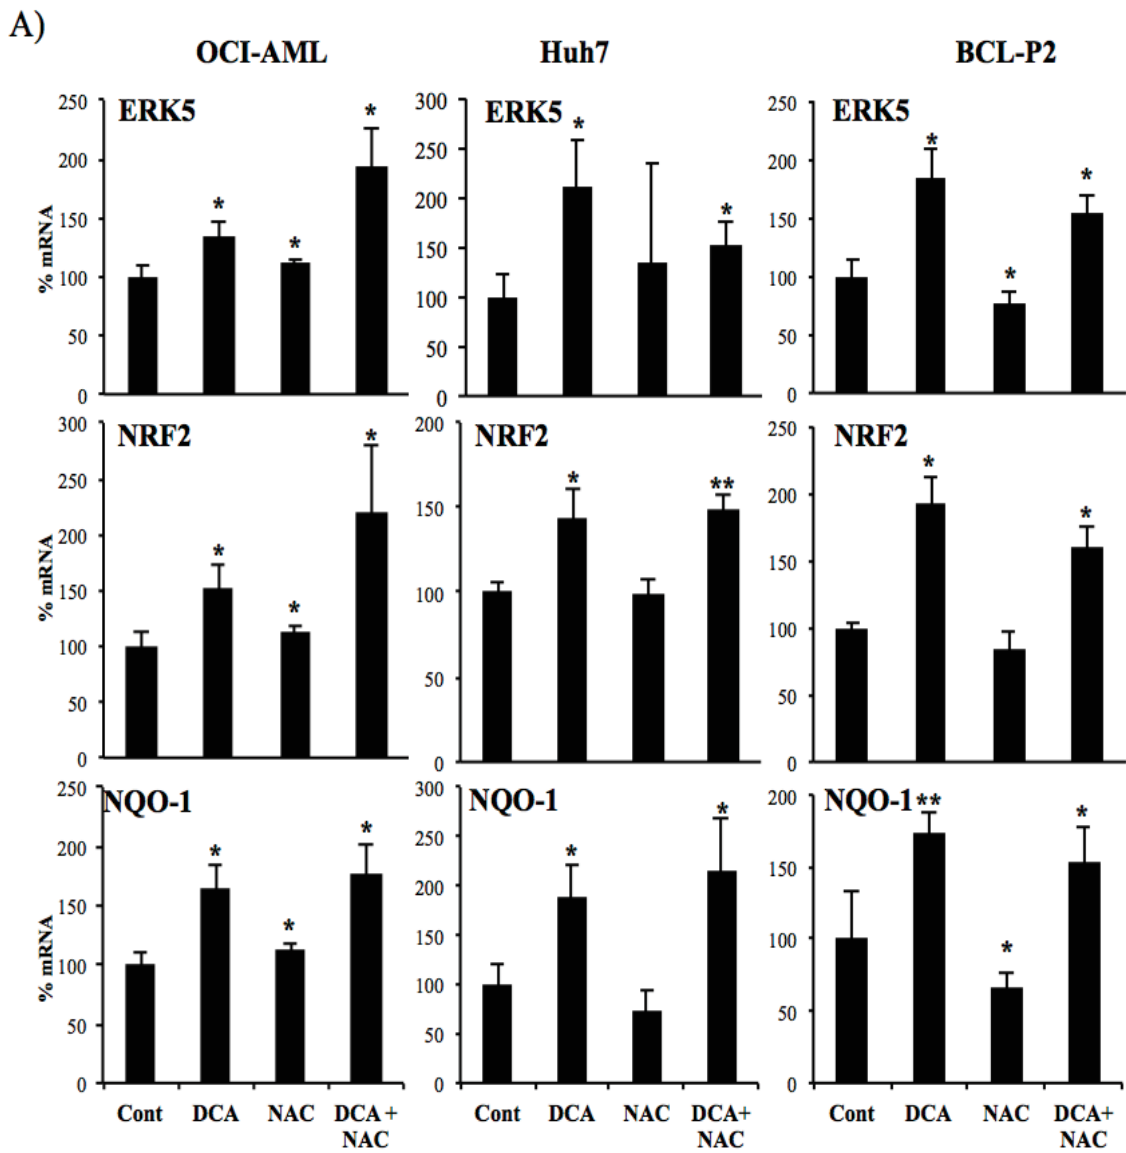 A)
OCI-AML Huh7 BCL-P2
ERK5 ERK5 ERK5
250 300 250
200 250 200
150 200 150
100 150 100
50 100 50
0 50 0
0
% mRNA
* * * *
* *
* * * *
NRF2 NRF2 NRF2
300 200 250
250 150 200
200 100 150
150 50 100
100 0 50
50 0
0
% mRNA
* * * *
* **
* *
NQO-1 NQO-1 NQO-1
250 300 200
200 250 150
150 200 100
100 150 50
50 100 0
0 50
0
% mRNA
* * * *
* *
** * *
Cont DCA NAC DCA+ Cont DCA NAC DCA+ Cont DCA NAC DCA+
NAC NAC NAC